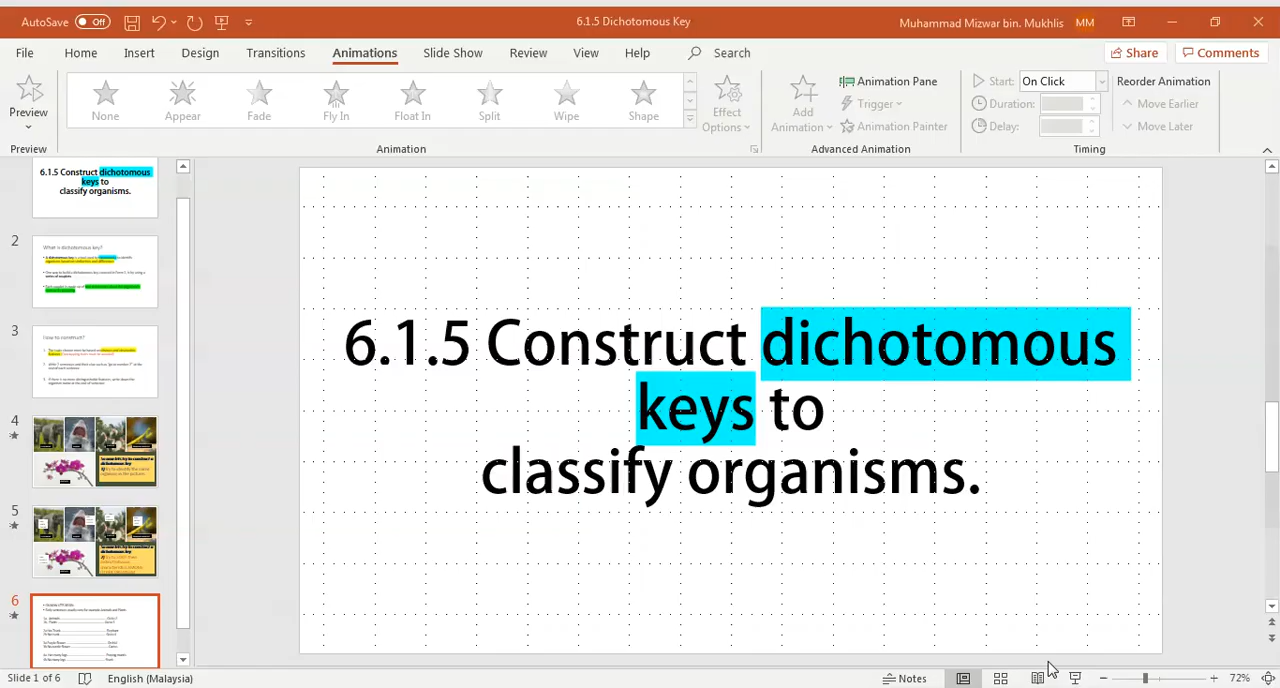 AutoSave Off 6.1.5 Dichotomous Key Muhammad Mizwar bin. Mukhlis MM
File Home Insert Design Transitions Animations Slide Show Review View Help Search Share Comments
Preview
None Appear Fade Fly In Float In Split Wipe Shape
Effect Options
Add Animation
Animation Pane
Trigger
Animation Painter
Start: On Click
Duration:
Delay:
Reorder Animation
Move Earlier
Move Later
Preview Animation Advanced Animation Timing
6.1.5 Construct dichotomous
keys to
classify organisms.
2
What is dichotomous key?
3
How to construct?
4
5
6
6.1.5 Construct dichotomous
keys to
classify organisms.
Slide 1 of 6 English (Malaysia) Notes 72%